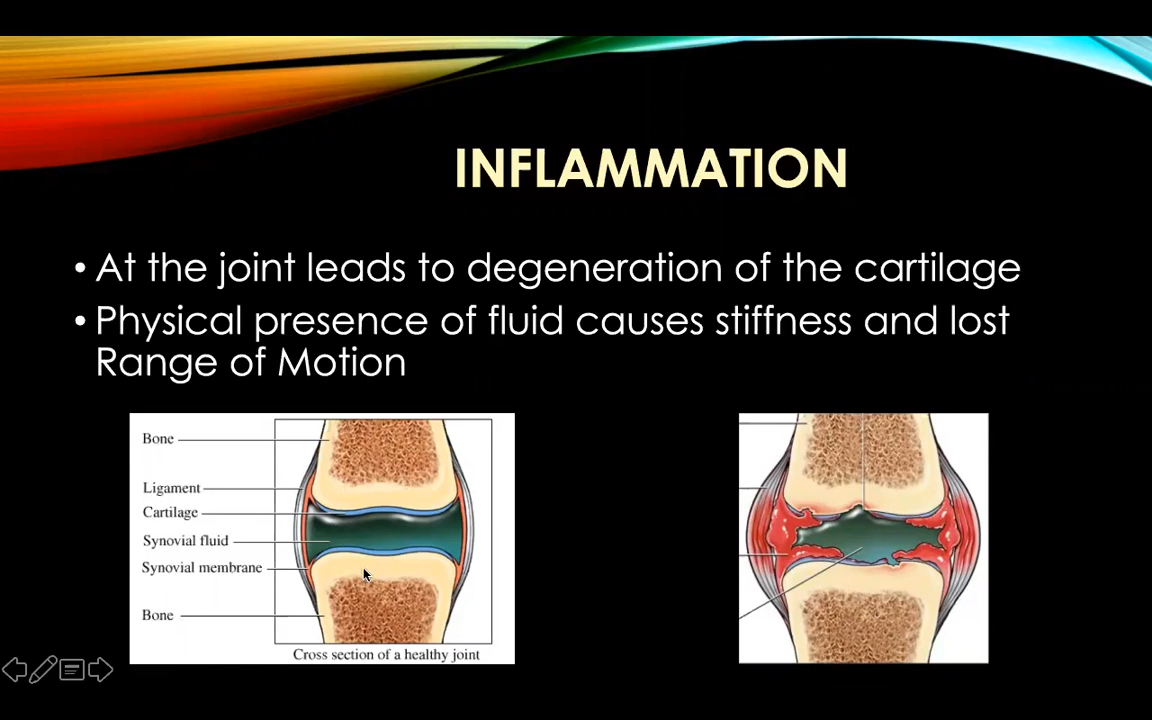 INFLAMMATION
• At the joint leads to degeneration of the cartilage
• Physical presence of fluid causes stiffness and lost
Range of Motion
Bone
Ligament
Cartilage
Synovial fluid
Synovial membrane
Bone
Cross section of a healthy joint